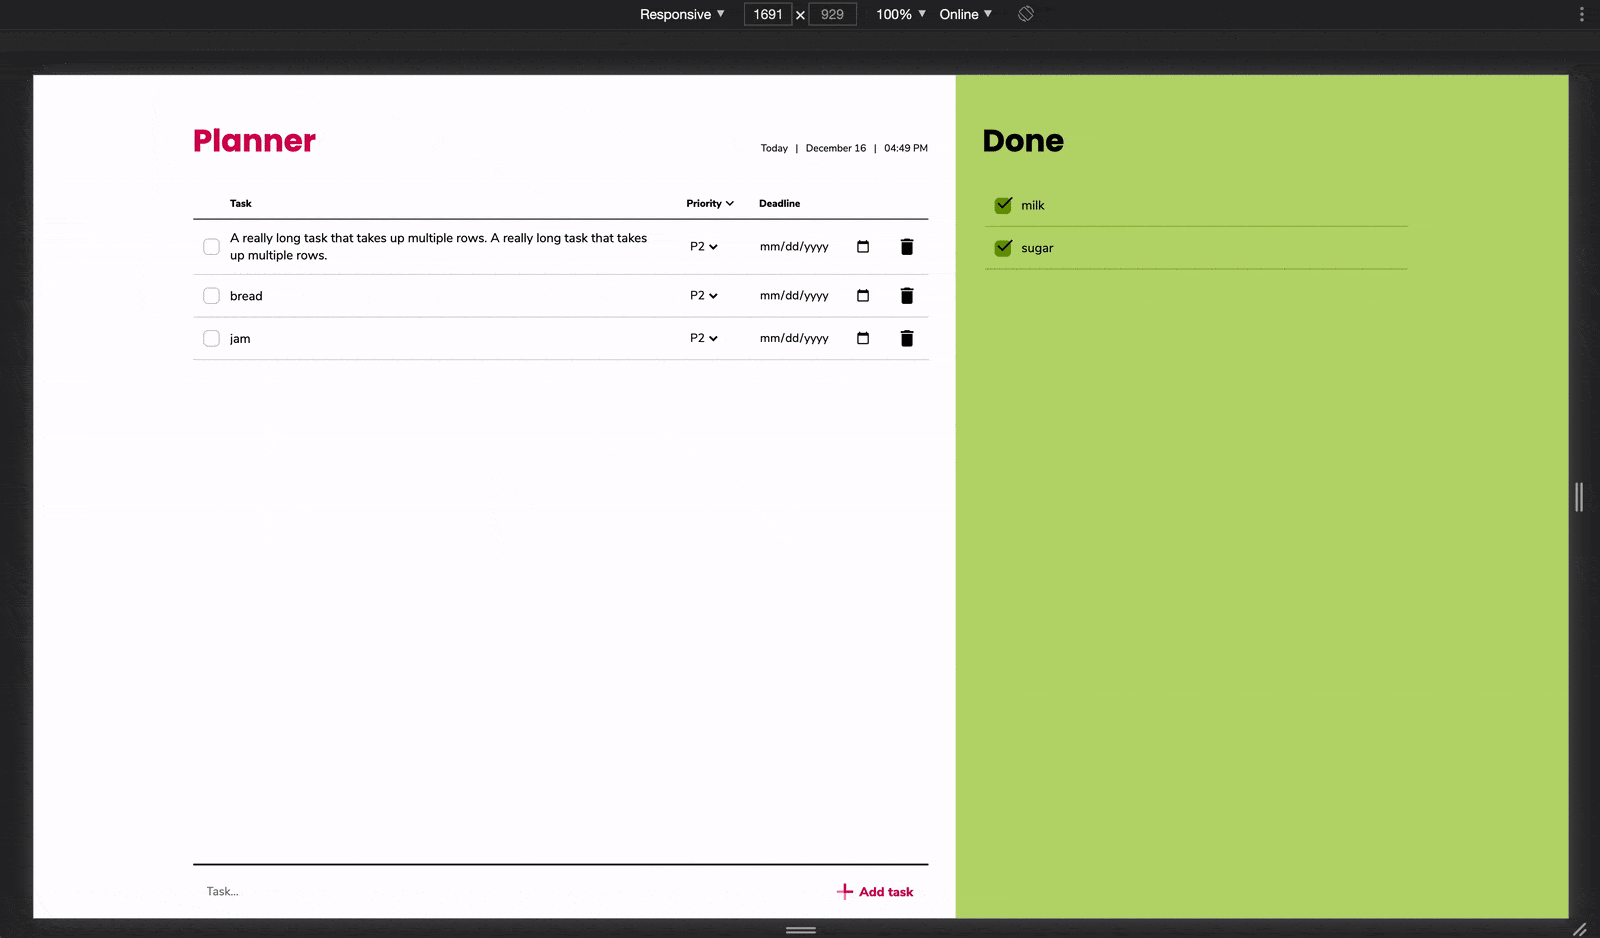 Responsive 1691 × 929 100% Online
Planner
Today | December 16 | 04:49 PM
Task Priority Deadline
A really long task that takes up multiple rows. A really long task that takes
up multiple rows.
P2 mm/dd/yyyy
bread P2 mm/dd/yyyy
jam P2 mm/dd/yyyy
Task...
Add task
Done
milk
sugar